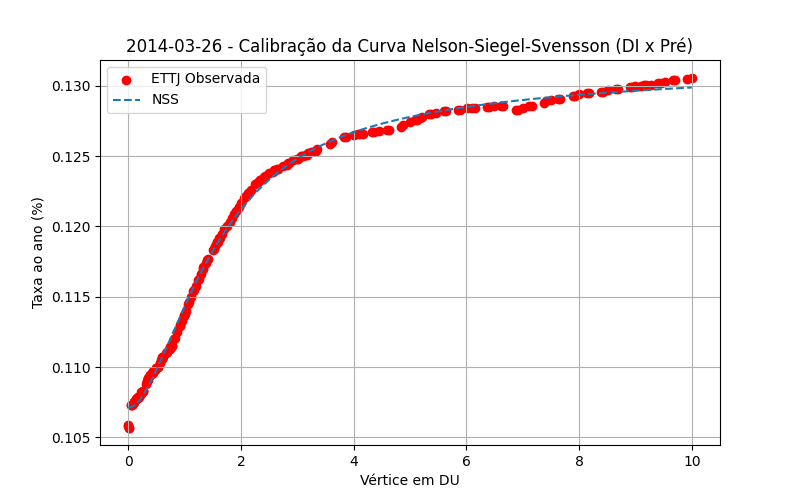 2014-03-26 - Calibração da Curva Nelson-Siegel-Svensson (DI x Pré)
ETTJ Observada
NSS
Taxa ao ano (%)
0.130
0.125
0.120
0.115
0.110
0.105
0 2 4 6 8 10
Vértice em DU